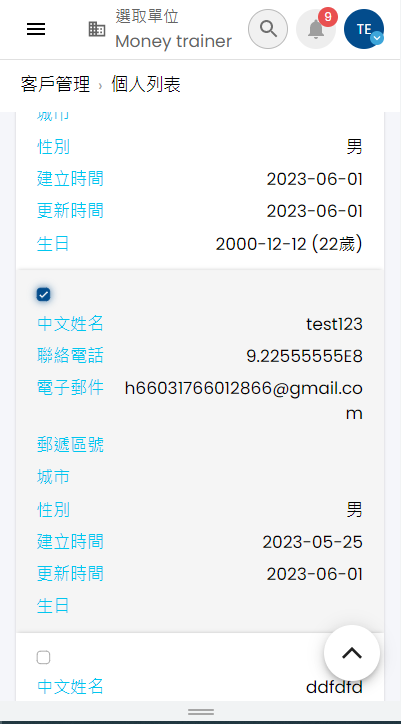 選取單位
Money trainer
9
TE
客戶管理 › 個人列表
城市
性別 男
建立時間 2023-06-01
更新時間 2023-06-01
生日 2000-12-12 (22歲)
中文姓名 test123
聯絡電話 9.22555555E8
電子郵件 h66031766012866@gmail.co
m
郵遞區號
城市
性別 男
建立時間 2023-05-25
更新時間 2023-06-01
生日
中文姓名 ddfdfd